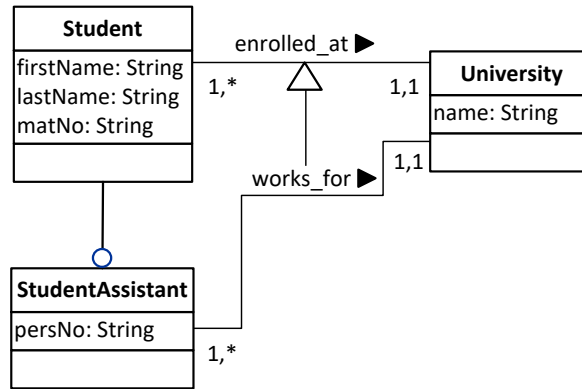 Student
firstName: String
lastName: String
matNo: String
enrolled_at ▶
1,*
1,1
University
name: String
works_for ▶
1,1
StudentAssistant
persNo: String
1,*